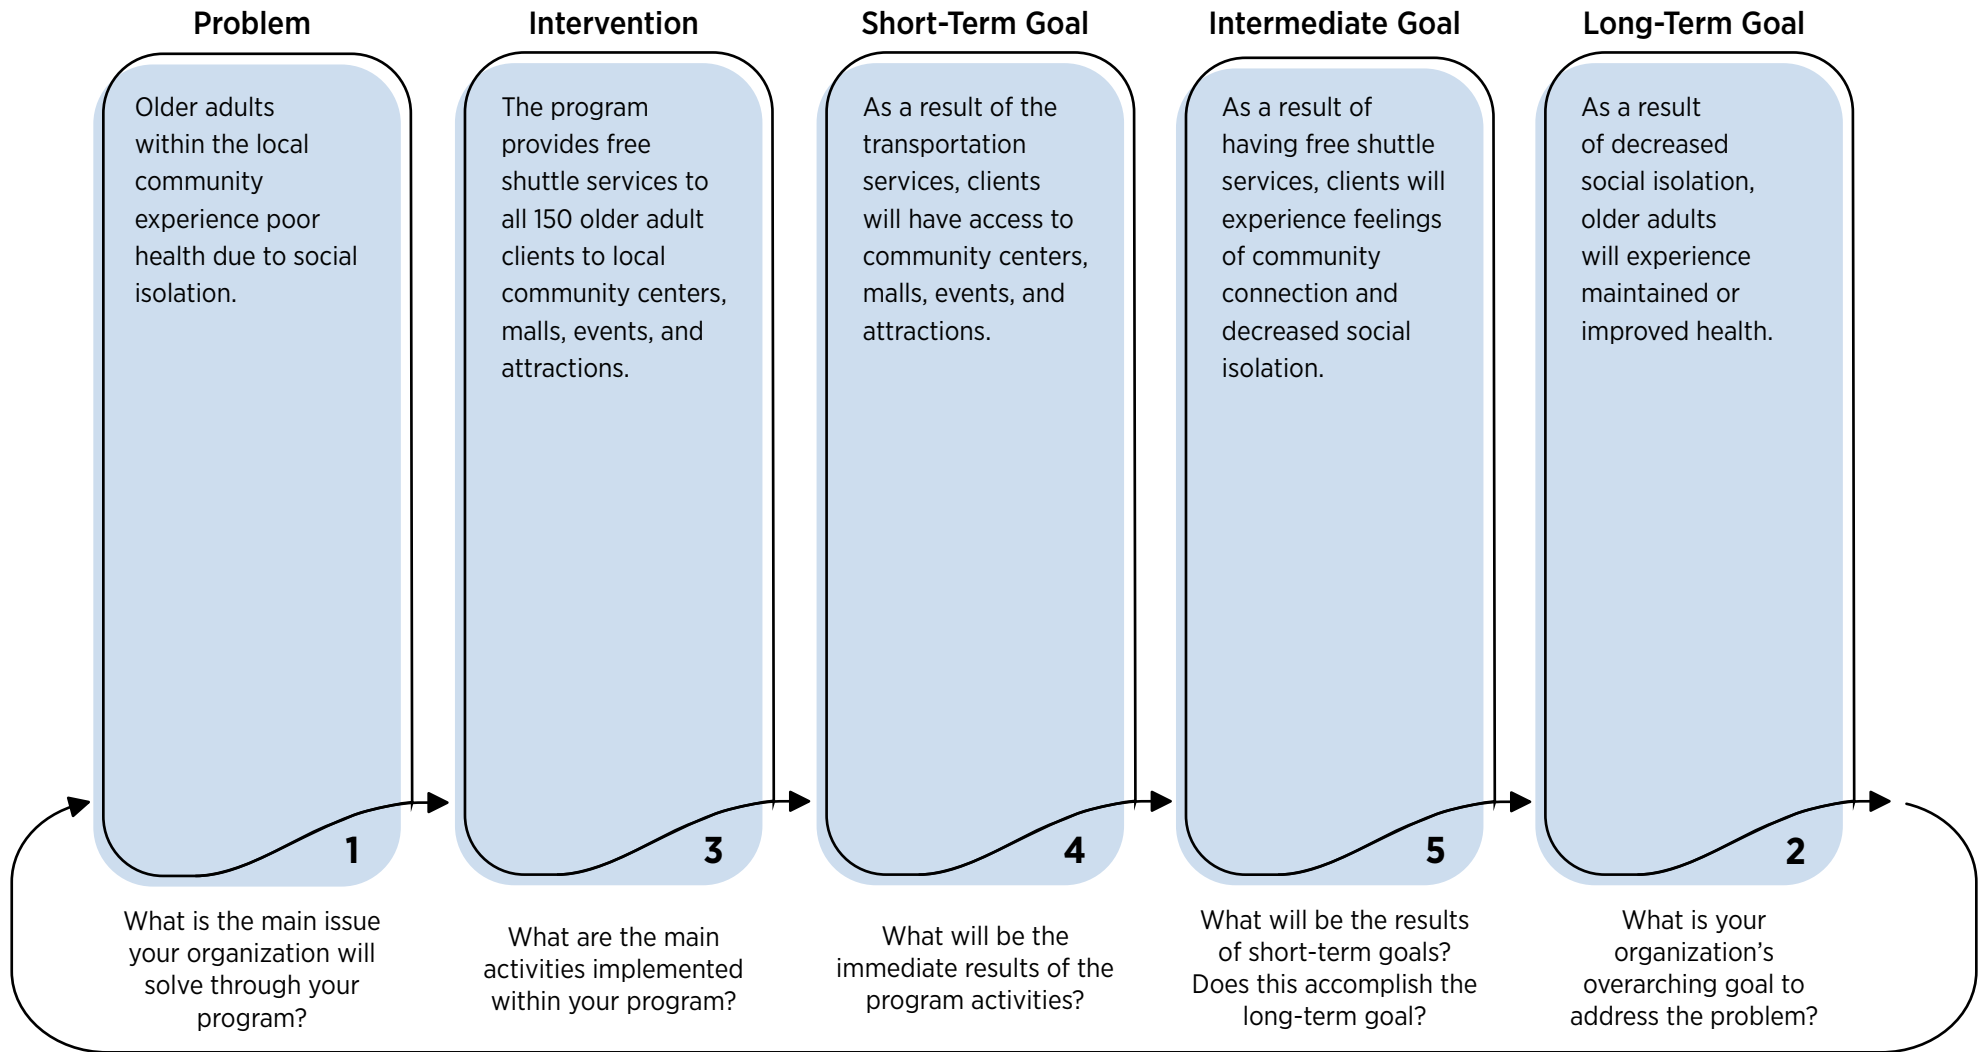 Problem
Older adults
within the local
community
experience poor
health due to social
isolation.
1
What is the main issue
your organization will
solve through your
program?
Intervention
The program
provides free
shuttle services to
all 150 older adult
clients to local
community centers,
malls, events, and
attractions.
3
What are the main
activities implemented
within your program?
Short-Term Goal
As a result of the
transportation
services, clients
will have access to
community centers,
malls, events, and
attractions.
4
What will be the
immediate results of the
program activities?
Intermediate Goal
As a result of
having free shuttle
services, clients will
experience feelings
of community
connection and
decreased social
isolation.
5
What will be the results
of short-term goals?
Does this accomplish the
long-term goal?
Long-Term Goal
As a result
of decreased
social isolation,
older adults
will experience
maintained or
improved health.
2
What is your
organization’s
overarching goal to
address the problem?